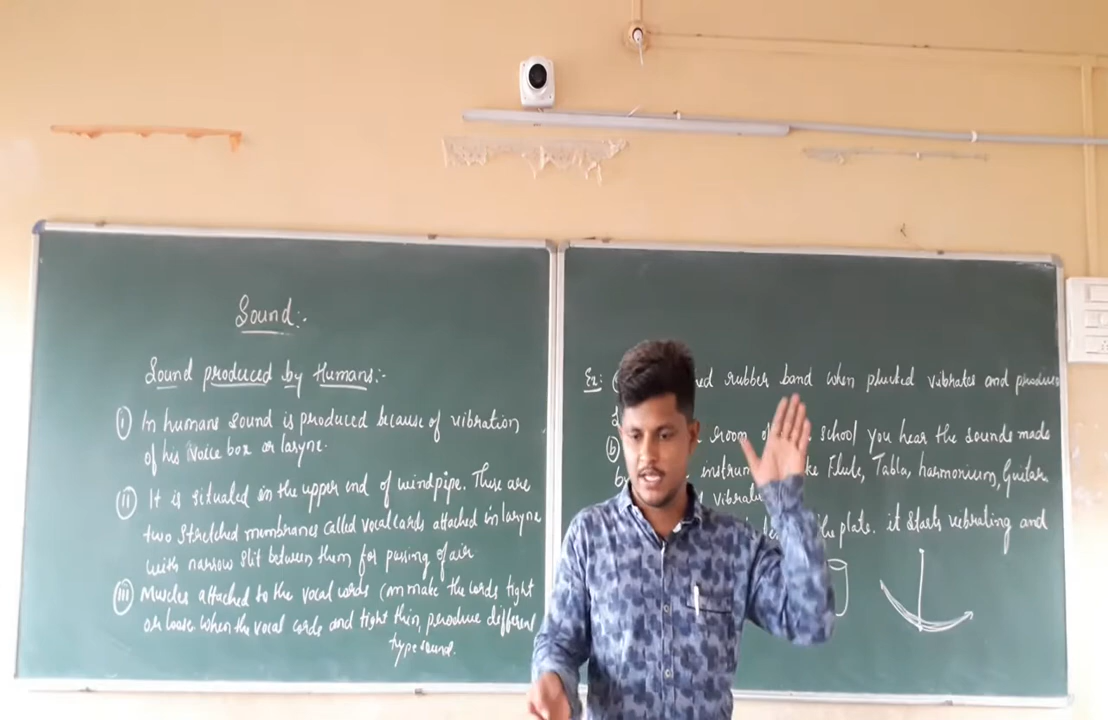 Sound:-
Sound produced by Humans:-
(i) In humans sound is produced because of vibration
of his voice box or larynx.
(ii) It is situated in the upper end of windpipe. There are
two stretched membranes called vocal cards attached in larynx
with narrow slit between them for passing of air
(iii) Muscles attached to the vocal cords can make the cords tight
or loose. When the vocal cords and tight thin, produce different
type sound.
Ex: rubber band when plucked vibrates and produces
(b) room school you hear the sounds made
by Flute, Tabla, harmonium, Guitar
the plate. it starts vibrating and